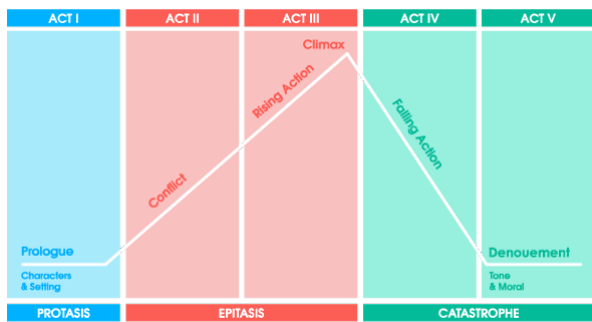 ACT I
ACT II
ACT III
ACT IV
ACT V
Climax
Rising Action
Falling Action
Conflict
Prologue
Characters
& Setting
Denouement
Tone
& Moral
PROTASIS
EPITASIS
CATASTROPHE